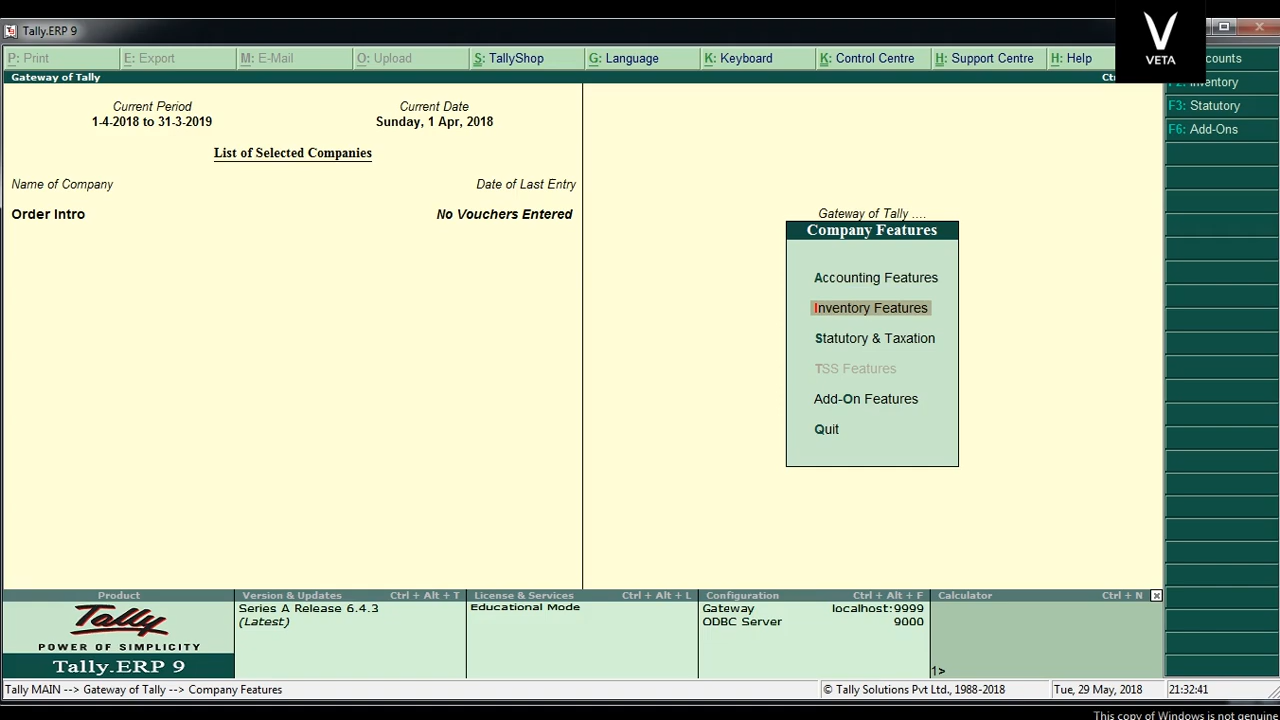 Tally.ERP 9
VETA
P: Print
E: Export
M: E-Mail
O: Upload
S: TallyShop
G: Language
K: Keyboard
K: Control Centre
H: Support Centre
H: Help
counts
Gateway of Tally
Ctr
F2: Inventory
F3: Statutory
F6: Add-Ons
Current Period
1-4-2018 to 31-3-2019
Current Date
Sunday, 1 Apr, 2018
List of Selected Companies
Name of Company
Date of Last Entry
Order Intro
No Vouchers Entered
Gateway of Tally ....
Company Features
Accounting Features
Inventory Features
Statutory & Taxation
TSS Features
Add-On Features
Quit
Product
Tally
POWER OF SIMPLICITY
Tally.ERP 9
Version & Updates Ctrl + Alt + T
Series A Release 6.4.3
(Latest)
License & Services Ctrl + Alt + L
Educational Mode
Configuration Ctrl + Alt + F
Gateway localhost:9999
ODBC Server 9000
Calculator Ctrl + N
1>
Tally MAIN --> Gateway of Tally --> Company Features
© Tally Solutions Pvt Ltd., 1988-2018
Tue, 29 May, 2018
21:32:41
This copy of Windows is not genuine